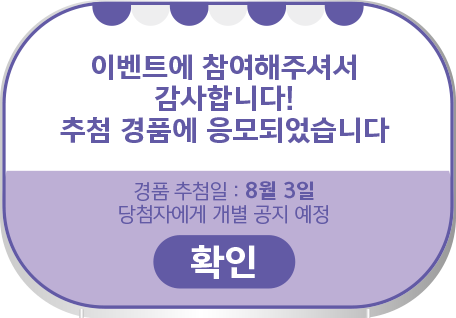 이벤트에 참여해주셔서
감사합니다!
추첨 경품에 응모되었습니다
경품 추첨일 : 8월 3일
당첨자에게 개별 공지 예정
확인